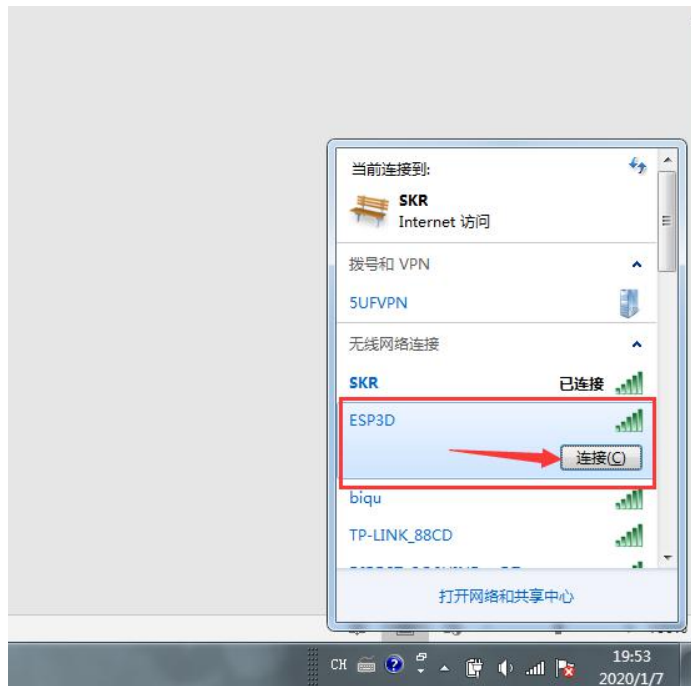 当前连接到:
SKR
Internet 访问
拨号和 VPN
5UFVPN
无线网络连接
SKR 已连接
ESP3D
连接(C)
biqu
TP-LINK_88CD
打开网络和共享中心
CH
19:53
2020/1/7